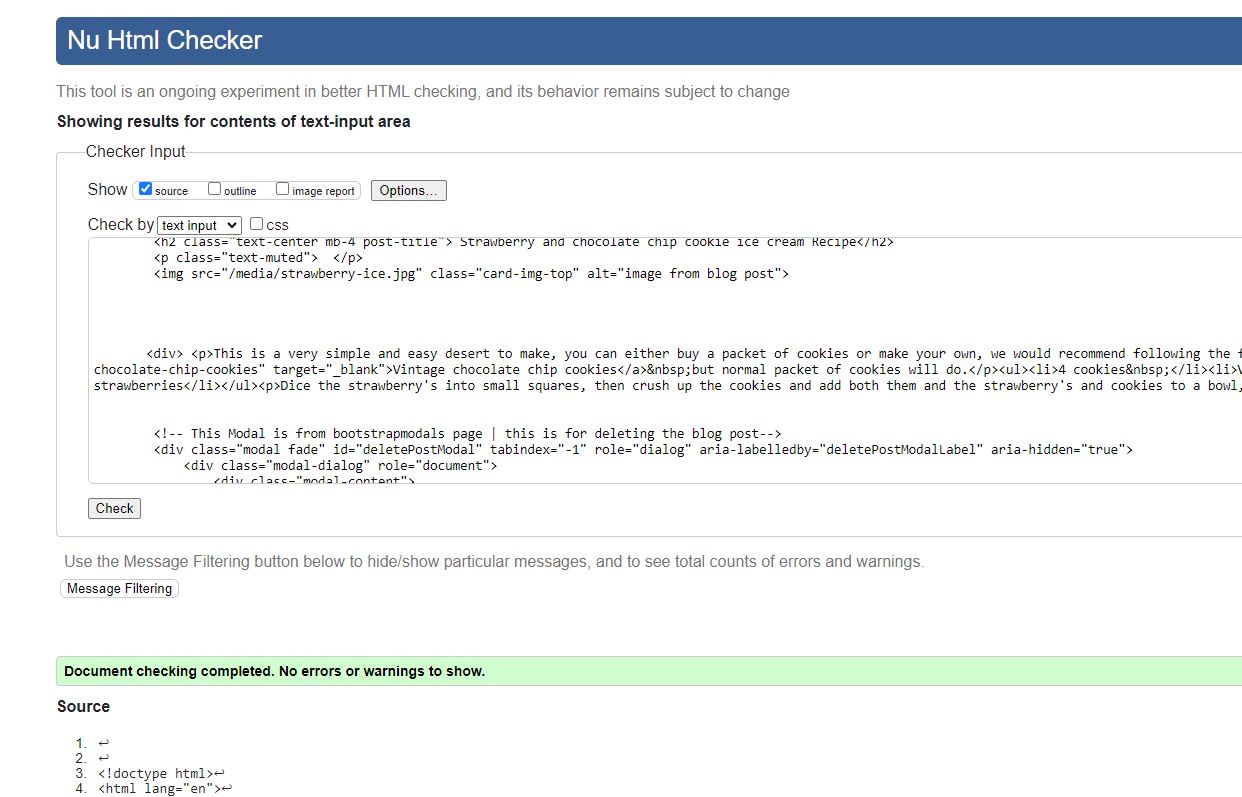 Nu Html Checker
This tool is an ongoing experiment in better HTML checking, and its behavior remains subject to change
Showing results for contents of text-input area
Checker Input
Show source outline image report Options...
Check by text input css
<h2 class="text-center mb-4 post-title"> Strawberry and chocolate chip cookie ice cream Recipe</h2>
<p class="text-muted">  </p>
<img src="/media/strawberry-ice.jpg" class="card-img-top" alt="image from blog post">
<div> <p>This is a very simple and easy desert to make, you can either buy a packet of cookies or make your own, we would recommend following the
chocolate-chip-cookies" target="_blank">Vintage chocolate chip cookies</a>&nbsp;but normal packet of cookies will do.</p><ul><li>4 cookies&nbsp;</li><li>
strawberries</li></ul><p>Dice the strawberry's into small squares, then crush up the cookies and add both them and the strawberry's and cookies to a bowl,
<!-- This Modal is from bootstrapmodals page | this is for deleting the blog post-->
<div class="modal fade" id="deletePostModal" tabindex="-1" role="dialog" aria-labelledby="deletePostModalLabel" aria-hidden="true">
<div class="modal-dialog" role="document">
<div class="modal-content">
Check
Use the Message Filtering button below to hide/show particular messages, and to see total counts of errors and warnings.
Message Filtering
Document checking completed. No errors or warnings to show.
Source
1. ↩
2. ↩
3. <!doctype html>↩
4. <html lang="en">↩